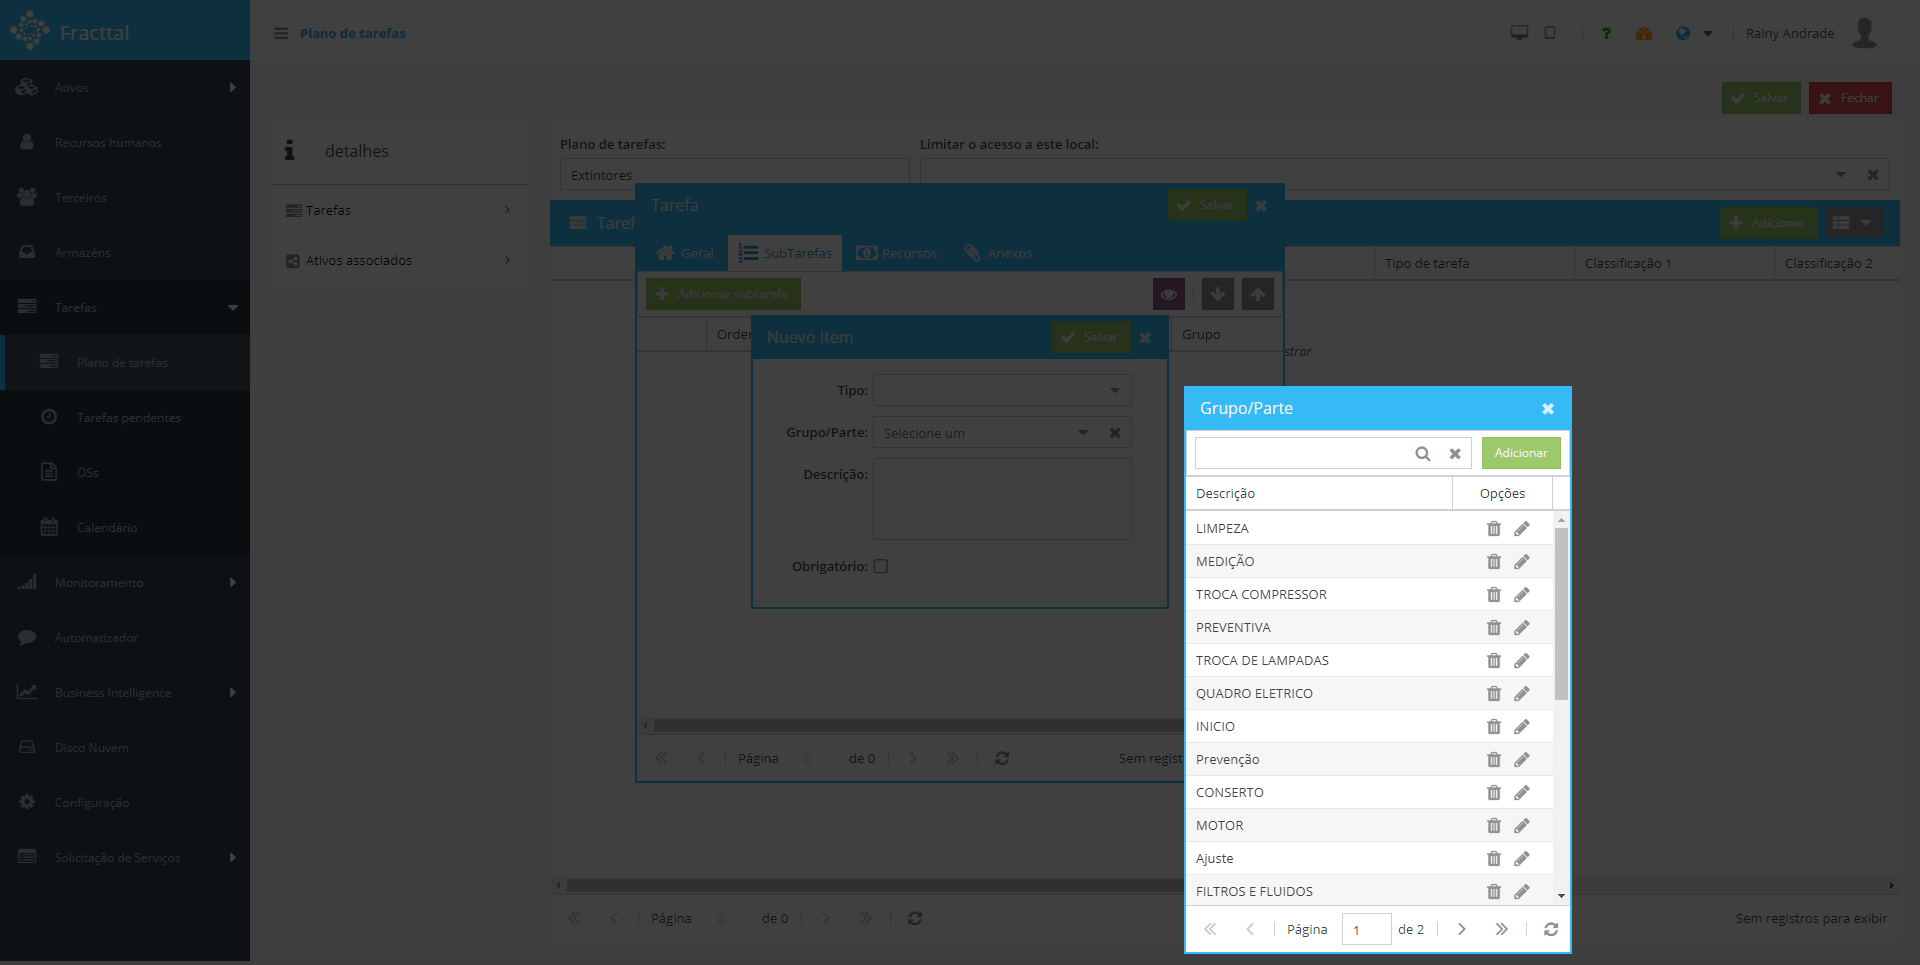 Fracttal
Plano de tarefas
?
Rainy Andrade
Ativos
Recursos humanos
Terceiros
Armazéns
Tarefas
Plano de tarefas
Tarefas pendentes
OSs
Calendário
Monitoramento
Automatizador
Business Intelligence
Disco Nuvem
Configuração
Solicitação de Serviços
Salvar
Fechar
detalhes
Tarefas
Ativos associados
Plano de tarefas:
Limitar o acesso a este local:
Extintores
Taref
Adicionar
Tipo de tarefa
Classificação 1
Classificação 2
strar
Página
0
de 0
Sem registros para exibir
Tarefa
Salvar
Geral
SubTarefas
Recursos
Anexos
Adicionar subtarefa
Order
Grupo
Página
0
de 0
Sem regist
Nuevo Item
Salvar
Tipo:
Grupo/Parte:
Selecione um
Descrição:
Obrigatório:
Grupo/Parte
Adicionar
Descrição
Opções
LIMPEZA
MEDIÇÃO
TROCA COMPRESSOR
PREVENTIVA
TROCA DE LAMPADAS
QUADRO ELETRICO
INICIO
Prevenção
CONSERTO
MOTOR
Ajuste
FILTROS E FLUIDOS
Página
1
de 2